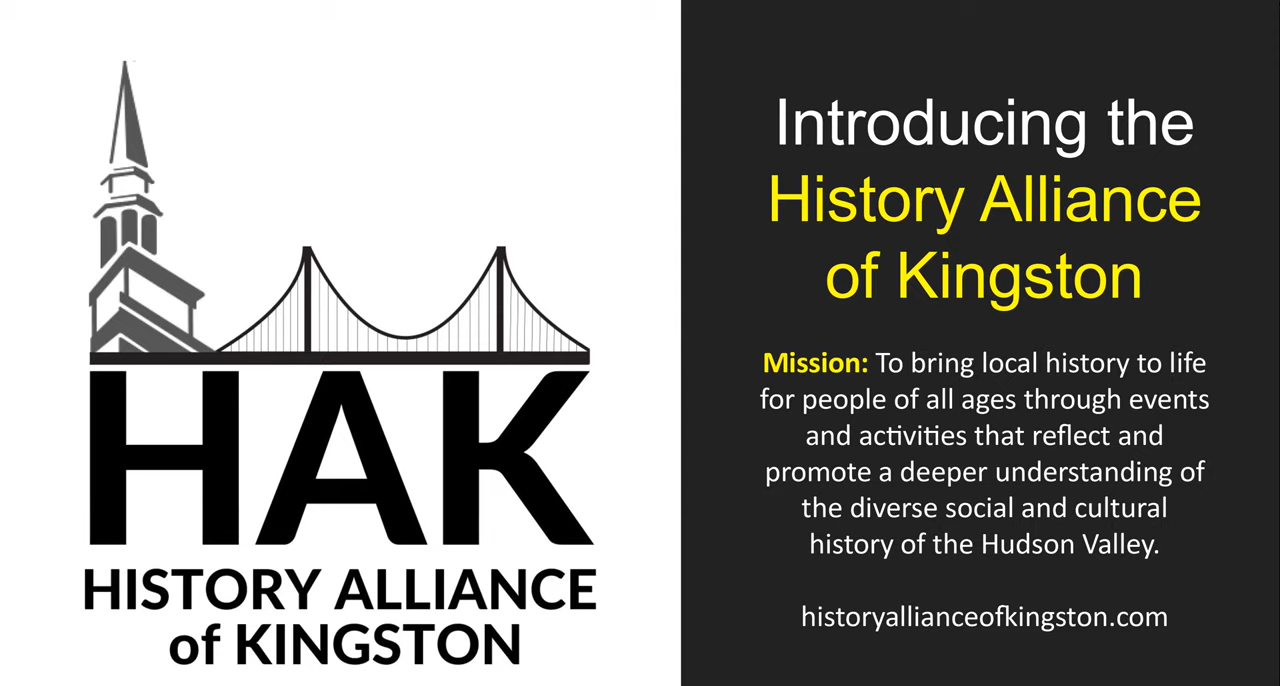 HAK
HISTORY ALLIANCE
of KINGSTON
Introducing the
History Alliance
of Kingston
Mission: To bring local history to life
for people of all ages through events
and activities that reflect and
promote a deeper understanding of
the diverse social and cultural
history of the Hudson Valley.
historyallianceofkingston.com